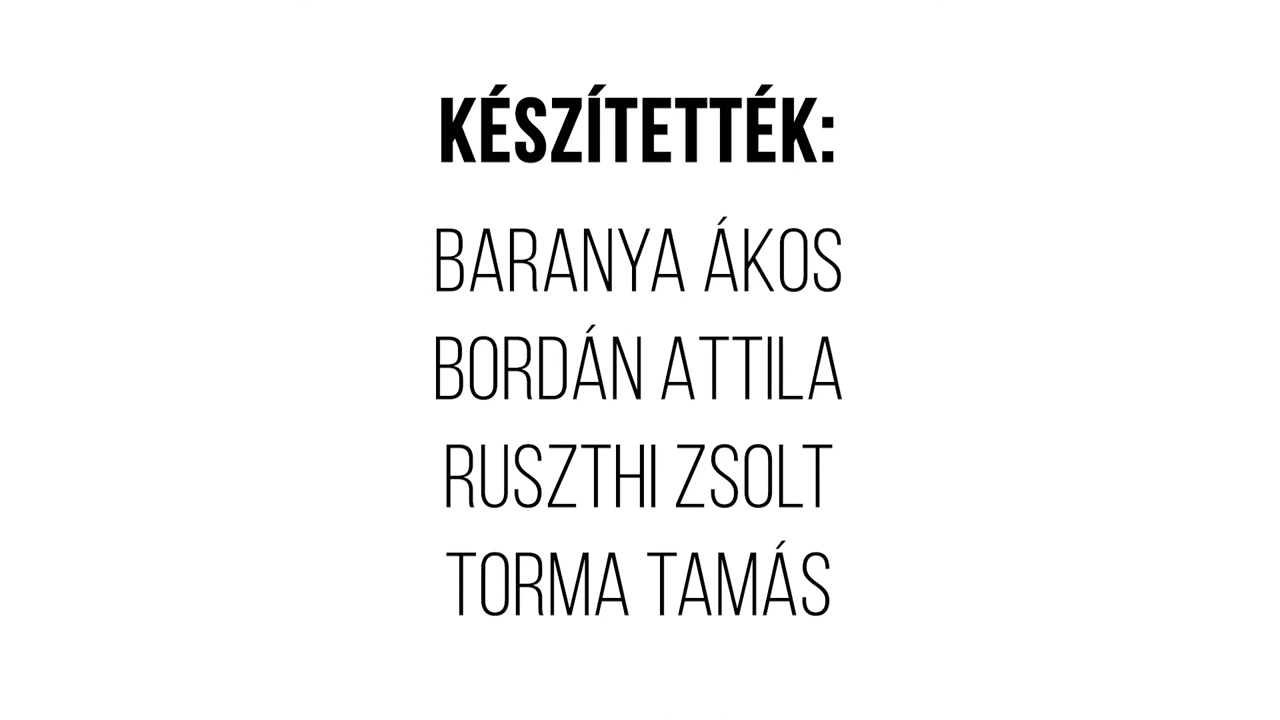 KÉSZÍTETTÉK:
BARANYA ÁKOS
BORDÁN ATTILA
RUSZTHI ZSOLT
TORMA TAMÁS